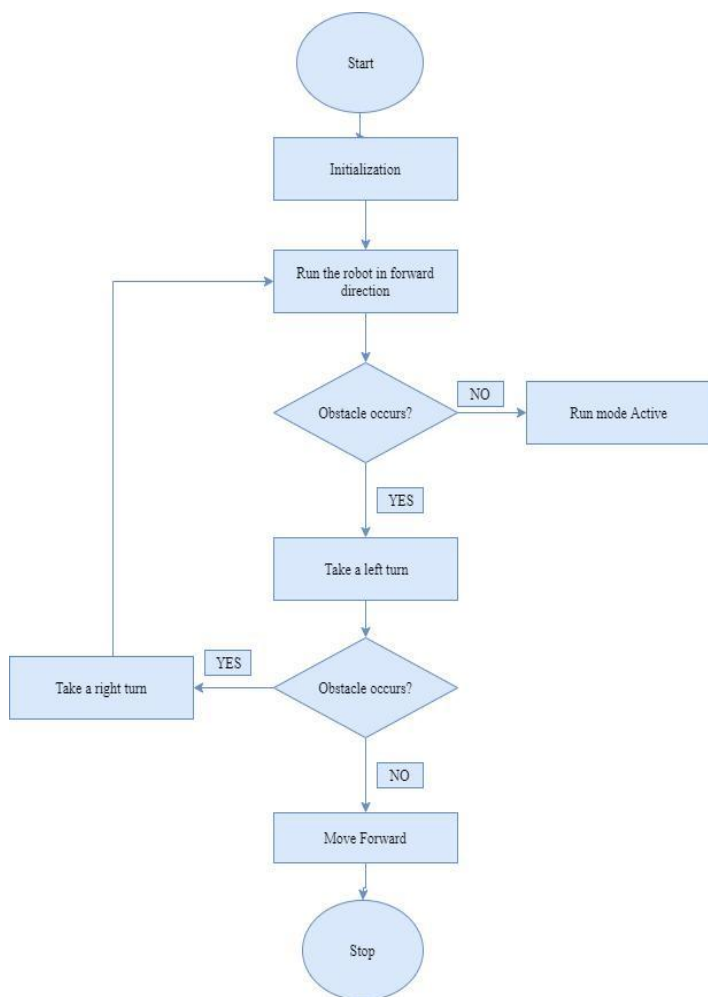 Start
Initialization
Run the robot in forward
direction
Obstacle occurs?
NO
Run mode Active
YES
Take a left turn
Obstacle occurs?
YES
Take a right turn
NO
Move Forward
Stop